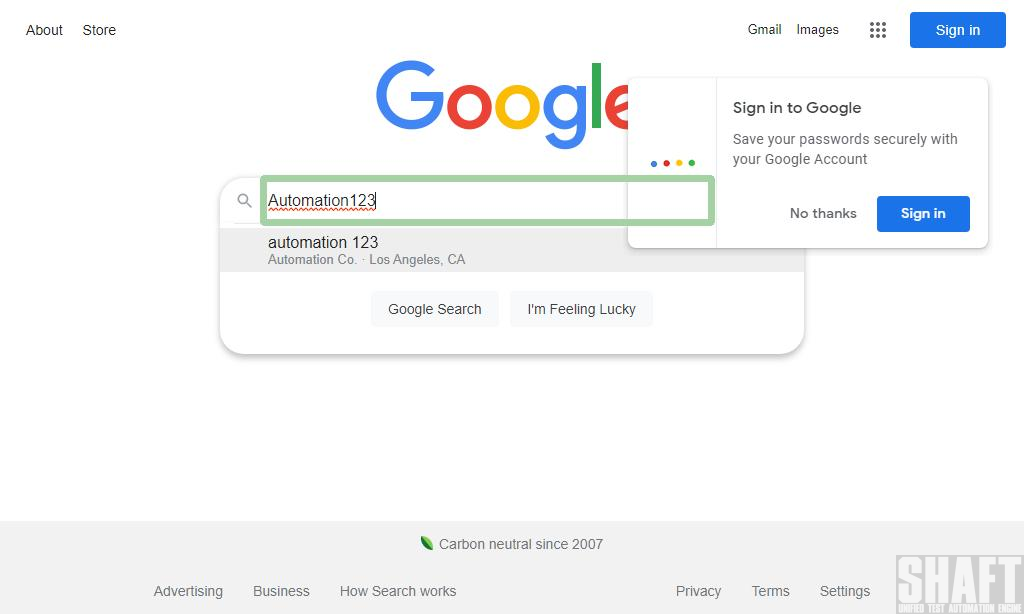 About Store
Gmail Images
Sign in
Google
Sign in to Google
Save your passwords securely with
your Google Account
No thanks
Sign in
Automation123
automation 123
Automation Co. · Los Angeles, CA
Google Search
I'm Feeling Lucky
Carbon neutral since 2007
Advertising Business How Search works
Privacy Terms Settings
SHAFT
UNIFIED TEST AUTOMATION ENGINE